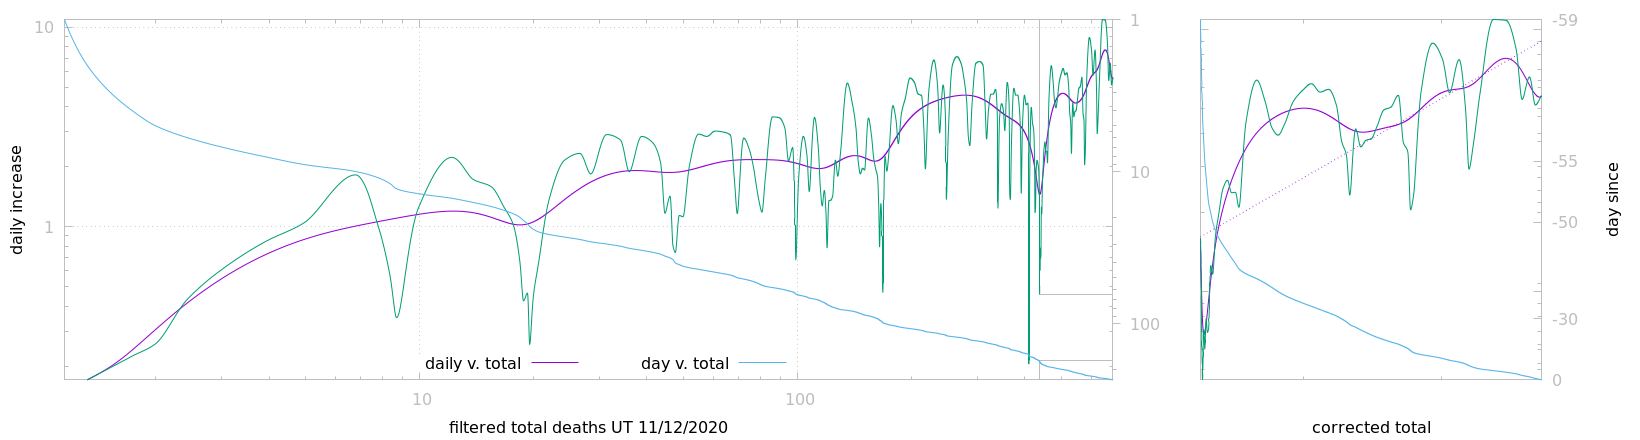 10
1
daily increase
1
10
100
daily v. total
day v. total
10
100
filtered total deaths UT 11/12/2020
-59
-55
-50
-30
0
day since
corrected total